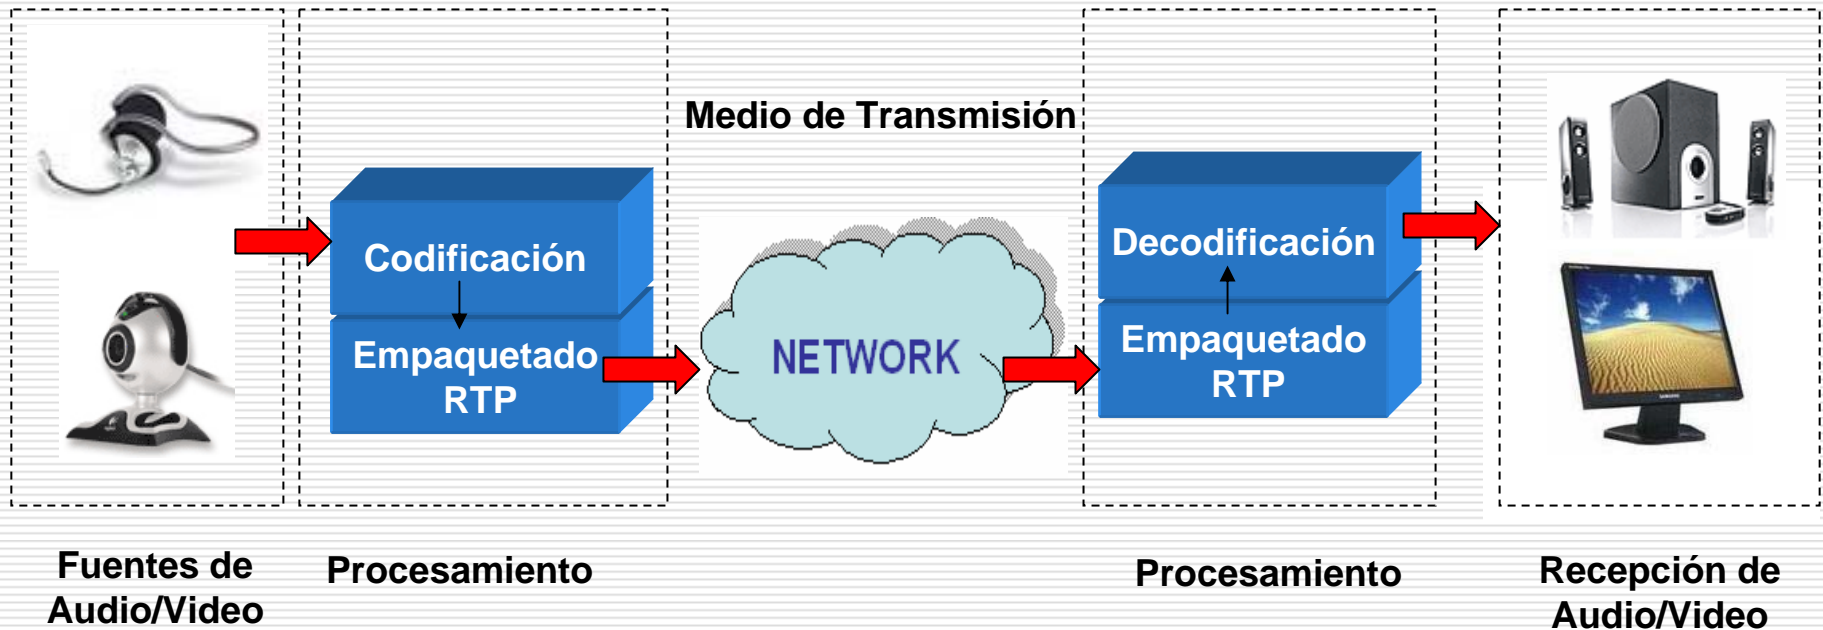 Medio de Transmisión
Codificación
Empaquetado
RTP
NETWORK
Decodificación
Empaquetado
RTP
Fuentes de
Audio/Video
Procesamiento
Procesamiento
Recepción de
Audio/Video